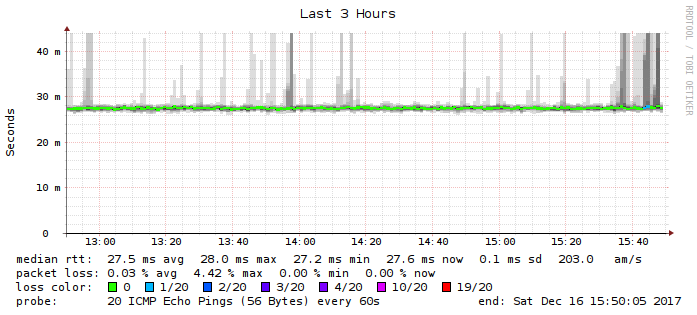 Last 3 Hours
RRDTOOL / TOBI OETIKER
Seconds
40 m
30 m
20 m
10 m
0
13:00 13:20 13:40 14:00 14:20 14:40 15:00 15:20 15:40
median rtt: 27.5 ms avg 28.0 ms max 27.2 ms min 27.6 ms now 0.1 ms sd 203.0 am/s
packet loss: 0.03 % avg 4.42 % max 0.00 % min 0.00 % now
loss color: 0 1/20 2/20 3/20 4/20 10/20 19/20
probe: 20 ICMP Echo Pings (56 Bytes) every 60s end: Sat Dec 16 15:50:05 2017